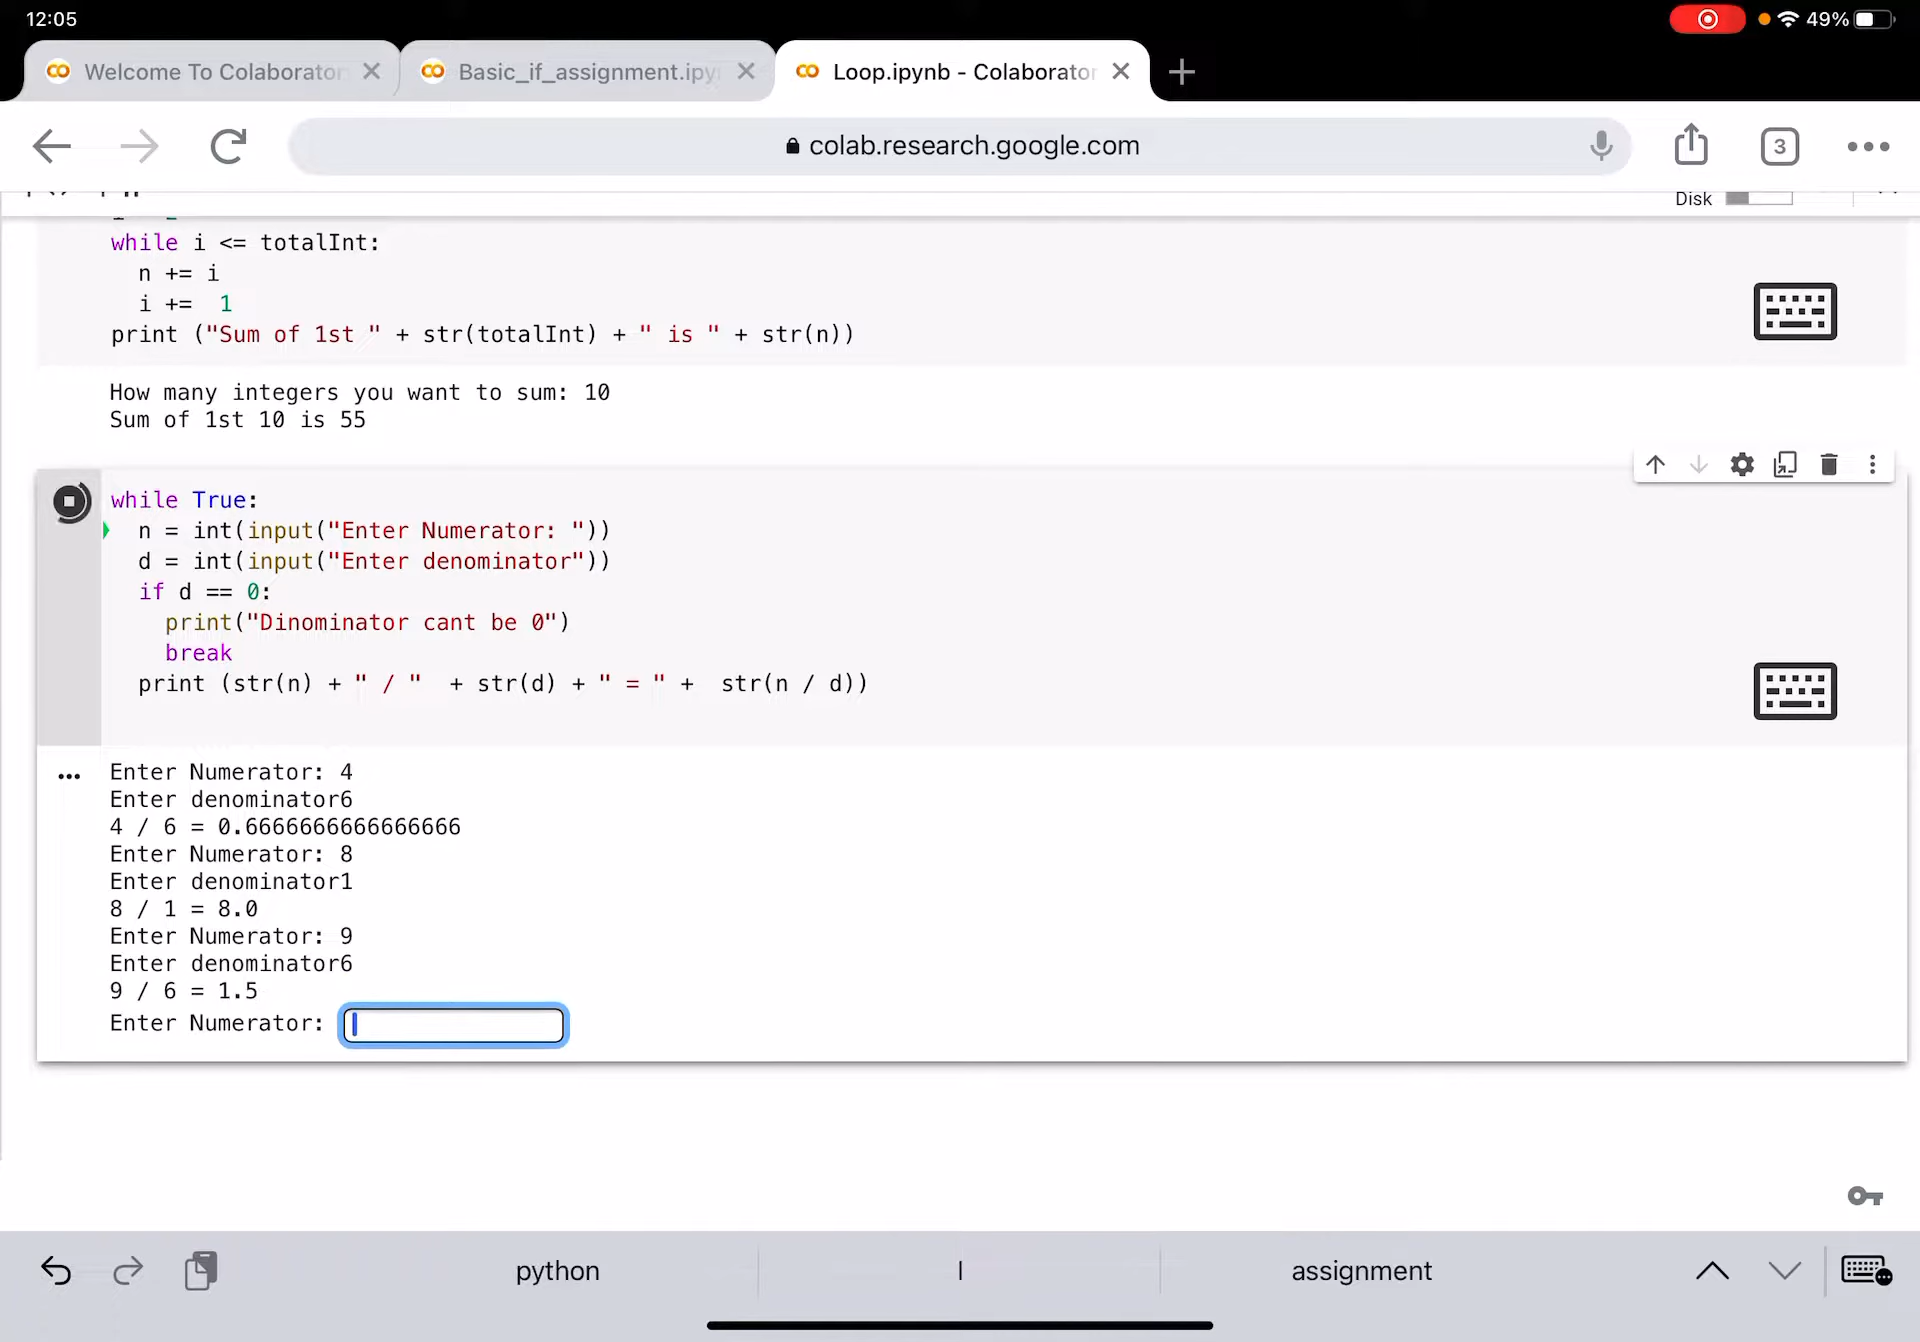 12:05
49%
Welcome To Colaborator
Basic_if_assignment.ipy
Loop.ipynb - Colaborator
colab.research.google.com
3
Disk
while i <= totalInt:
n += i
i += 1
print ("Sum of 1st " + str(totalInt) + " is " + str(n))
How many integers you want to sum: 10
Sum of 1st 10 is 55
while True:
n = int(input("Enter Numerator: "))
d = int(input("Enter denominator"))
if d == 0:
print("Dinominator cant be 0")
break
print (str(n) + " / " + str(d) + " = " + str(n / d))
Enter Numerator: 4
Enter denominator6
4 / 6 = 0.6666666666666666
Enter Numerator: 8
Enter denominator1
8 / 1 = 8.0
Enter Numerator: 9
Enter denominator6
9 / 6 = 1.5
Enter Numerator:
python
I
assignment